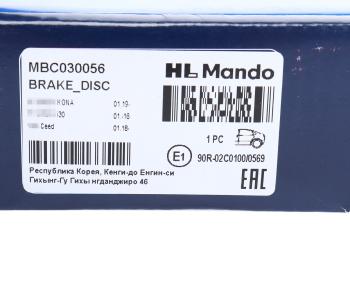 MBC030056
BRAKE_DISC
KONA 01.19-
i30 01.-16
Ceed 01.18-
HL Mando
1 PC
E1 90R-02C0100/0569
Республика Корея, Кенги-до Енгин-си
Гихынг-Гу Гихы нгданджиро 46
EAC